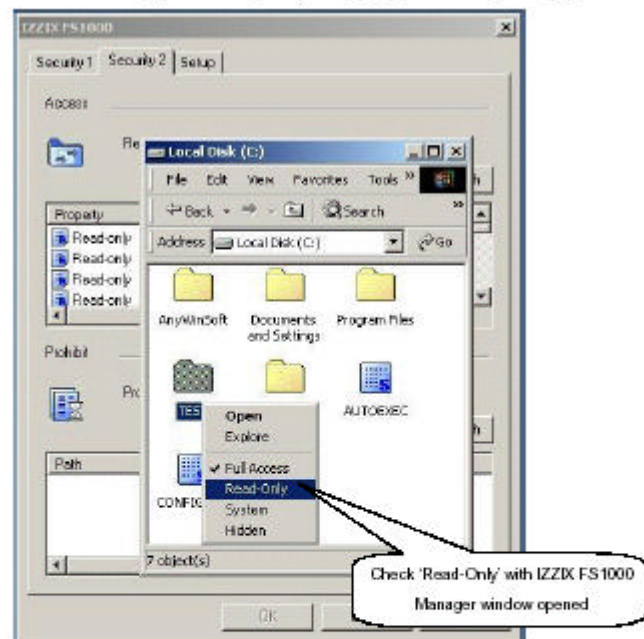 IZZIX FS1000
Security 1 Security 2 Setup
Access
Re
Local Disk (C:)
File Edit View Favorites Tools »
Back Search »
Address Local Disk (C:) Go
h
Property
Read-only
Read-only
Read-only
Read-only
AnyWinSoft Documents and Settings Program Files
Prohibit
Pro
TES AUTOEXEC
Open
Explore
h
Path
Full Access
Read-Only
CONFIG
System
Hidden
7 object(s)
Check 'Read-Only' with IZZIX FS1000
Manager window opened
OK